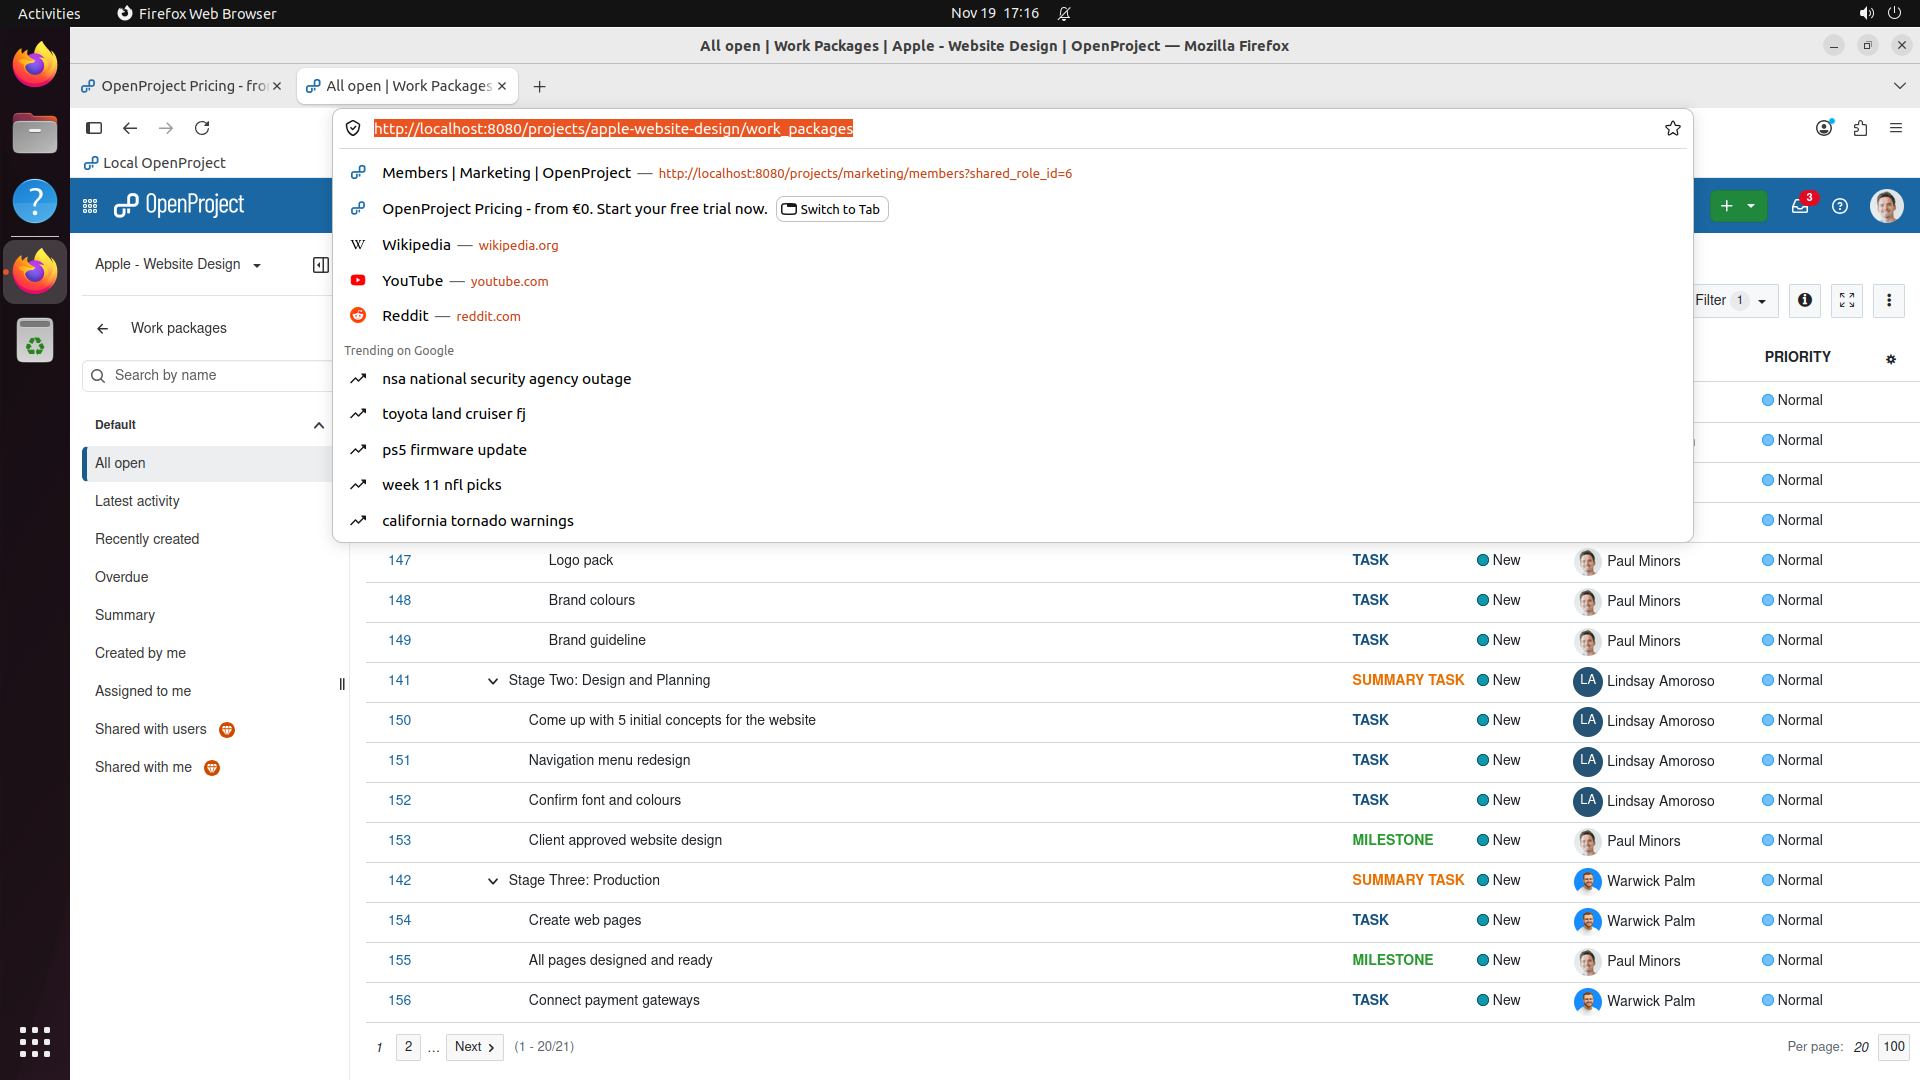 Activities
Firefox Web Browser
Nov 19 17:16
All open | Work Packages | Apple - Website Design | OpenProject — Mozilla Firefox
OpenProject Pricing - fro
All open | Work Packages
http://localhost:8080/projects/apple-website-design/work_packages
Local OpenProject
Members | Marketing | OpenProject — http://localhost:8080/projects/marketing/members?shared_role_id=6
OpenProject Pricing - from €0. Start your free trial now. Switch to Tab
Wikipedia — wikipedia.org
YouTube — youtube.com
Reddit — reddit.com
Trending on Google
nsa national security agency outage
toyota land cruiser fj
ps5 firmware update
week 11 nfl picks
california tornado warnings
OpenProject
3
Apple - Website Design
Work packages
Search by name
Default
All open
Latest activity
Recently created
Overdue
Summary
Created by me
Assigned to me
Shared with users
Shared with me
Filter 1
PRIORITY
Normal
Normal
Normal
Normal
147 Logo pack TASK New Paul Minors Normal
148 Brand colours TASK New Paul Minors Normal
149 Brand guideline TASK New Paul Minors Normal
141 Stage Two: Design and Planning SUMMARY TASK New LA Lindsay Amoroso Normal
150 Come up with 5 initial concepts for the website TASK New LA Lindsay Amoroso Normal
151 Navigation menu redesign TASK New LA Lindsay Amoroso Normal
152 Confirm font and colours TASK New LA Lindsay Amoroso Normal
153 Client approved website design MILESTONE New Paul Minors Normal
142 Stage Three: Production SUMMARY TASK New Warwick Palm Normal
154 Create web pages TASK New Warwick Palm Normal
155 All pages designed and ready MILESTONE New Paul Minors Normal
156 Connect payment gateways TASK New Warwick Palm Normal
1 2 ... Next (1 - 20/21)
Per page: 20 100